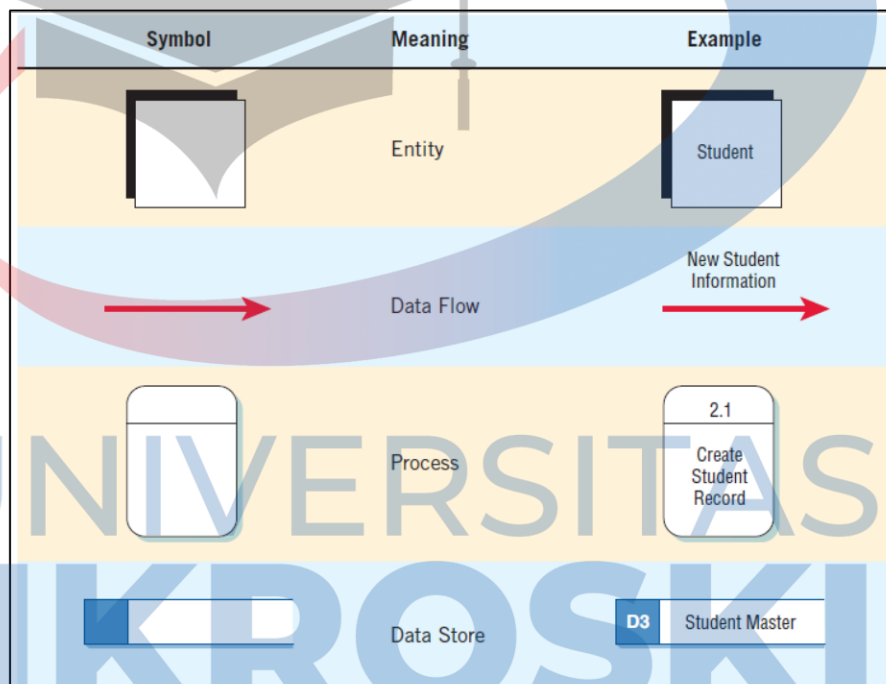 Symbol Meaning Example
Entity
Student
Data Flow
New Student
Information
Process
2.1
Create
Student
Record
Data Store
D3 Student Master
UNIVERSITAS
MIKROSKIL